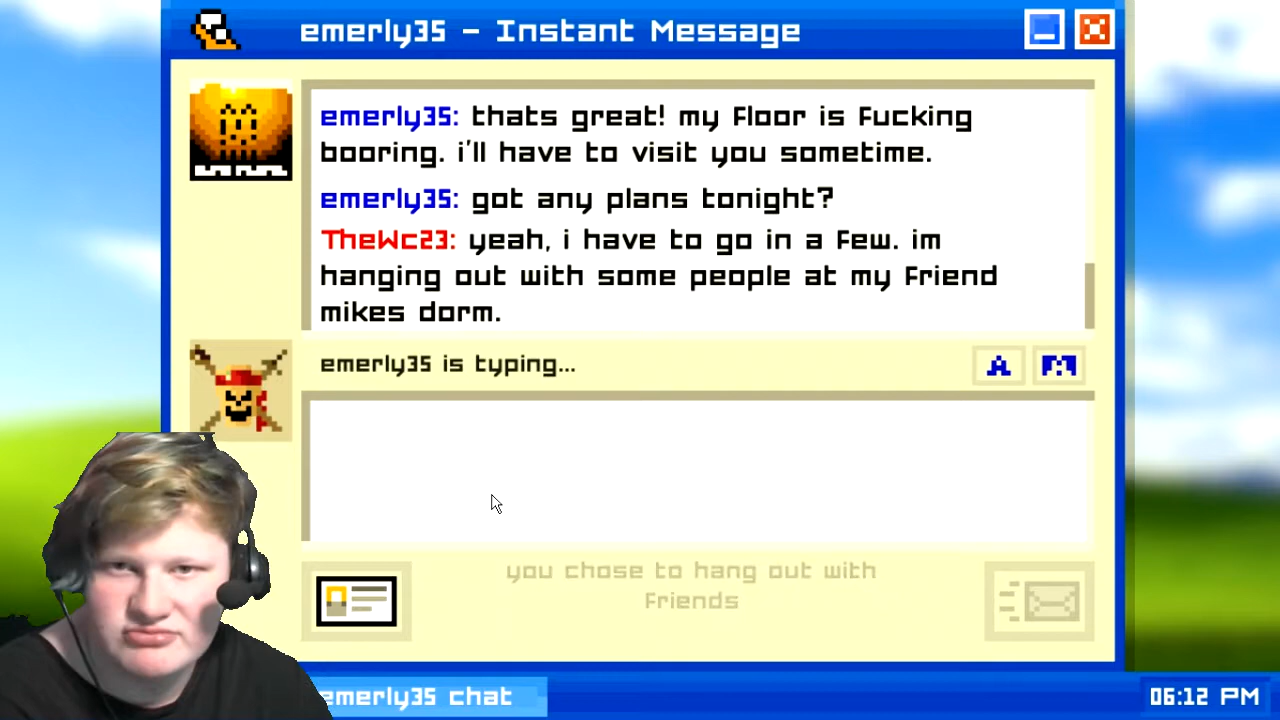 emerly35 - Instant Message
emerly35: thats great! my floor is fucking
booring. i'll have to visit you sometime.
emerly35: got any plans tonight?
TheWc23: yeah, i have to go in a few. im
hanging out with some people at my friend
mikes dorm.
emerly35 is typing...
A
you chose to hang out with
friends
emerly35 chat
06:12 PM